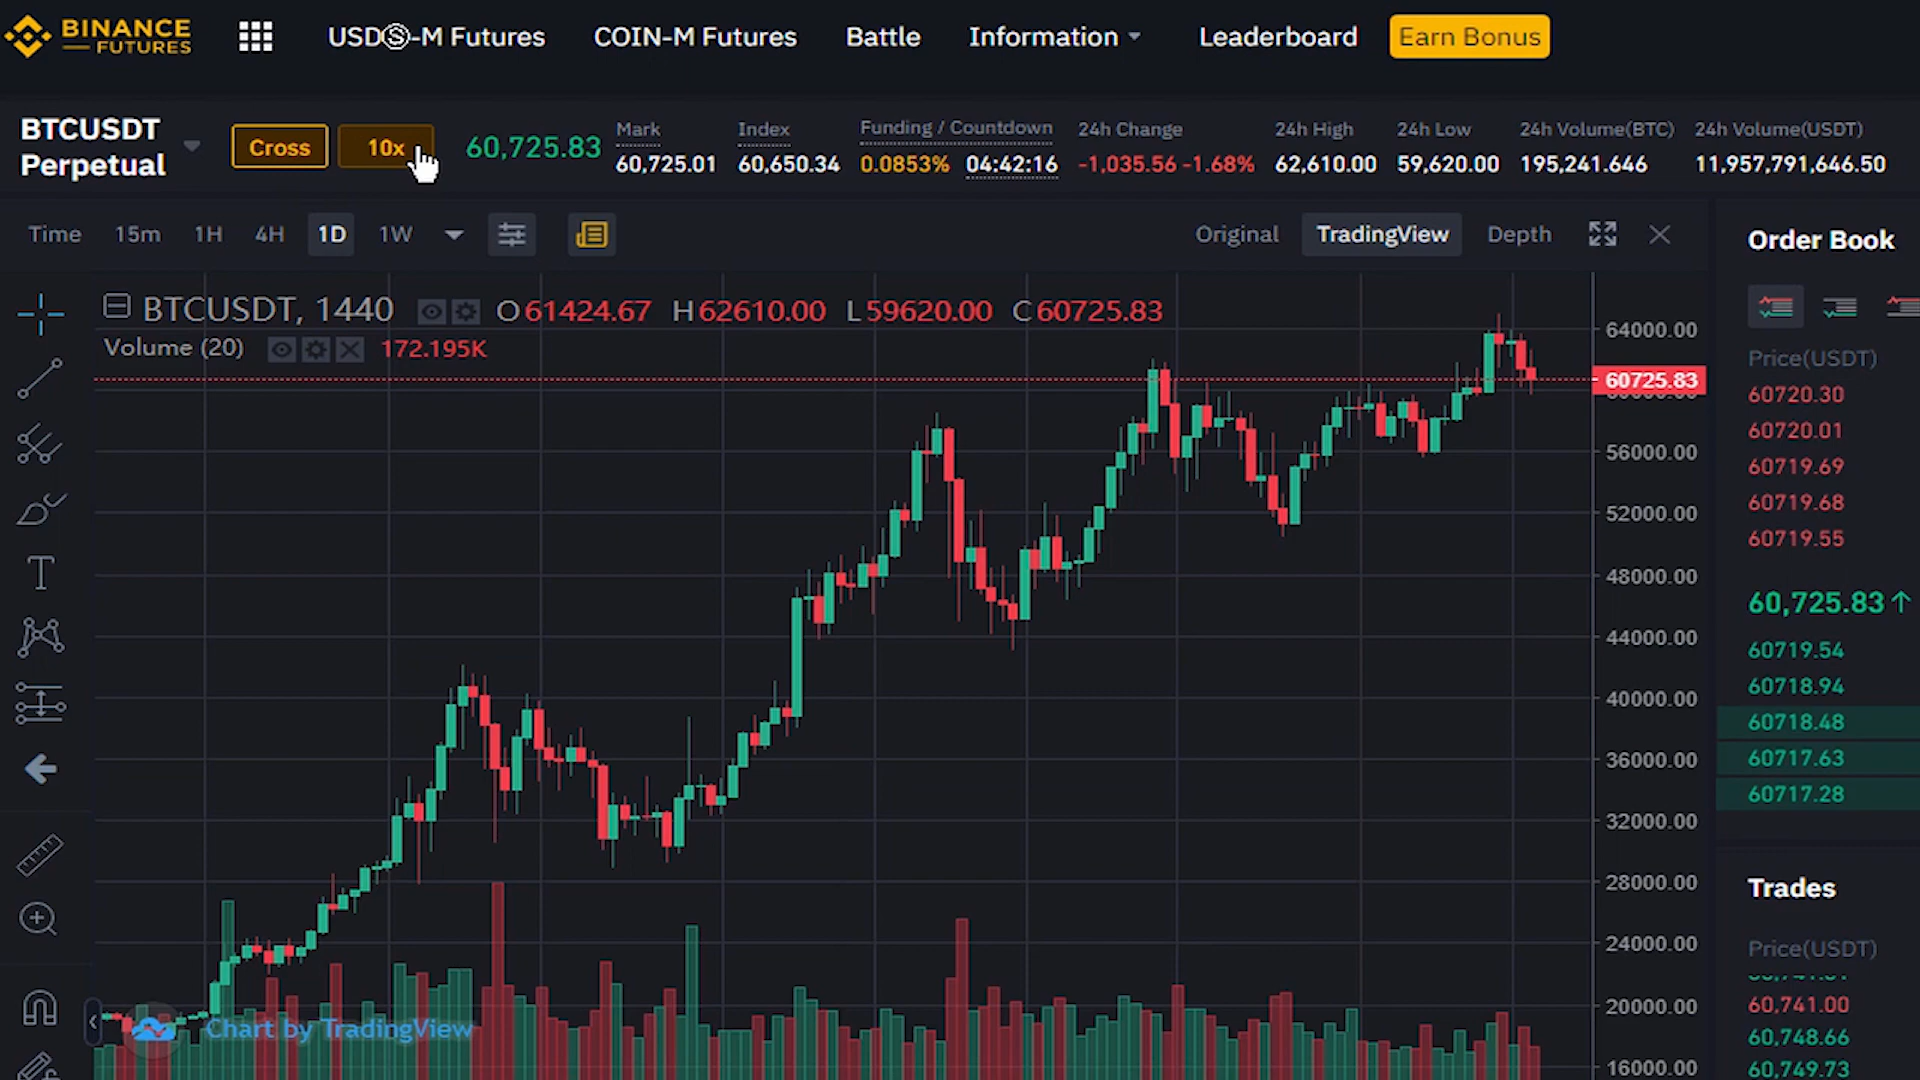 BINANCE
FUTURES
USDⓈ-M Futures
COIN-M Futures
Battle
Information
Leaderboard
Earn Bonus
BTCUSDT
Perpetual
Cross
10x
60,725.83
Mark
60,725.01
Index
60,650.34
Funding / Countdown
0.0853% 04:42:16
24h Change
-1,035.56 -1.68%
24h High
62,610.00
24h Low
59,620.00
24h Volume(BTC)
195,241.646
24h Volume(USDT)
11,957,791,646.50
Time 15m 1H 4H 1D 1W
Original TradingView Depth
BTCUSDT, 1440 O61424.67 H62610.00 L59620.00 C60725.83
Volume (20) 172.195K
64000.00
60725.83
56000.00
52000.00
48000.00
44000.00
40000.00
36000.00
32000.00
28000.00
24000.00
20000.00
16000.00
Chart by TradingView
Order Book
Price(USDT)
60720.30
60720.01
60719.69
60719.68
60719.55
60,725.83↑
60719.54
60718.94
60718.48
60717.63
60717.28
Trades
Price(USDT)
60,741.00
60,748.66
60,749.73